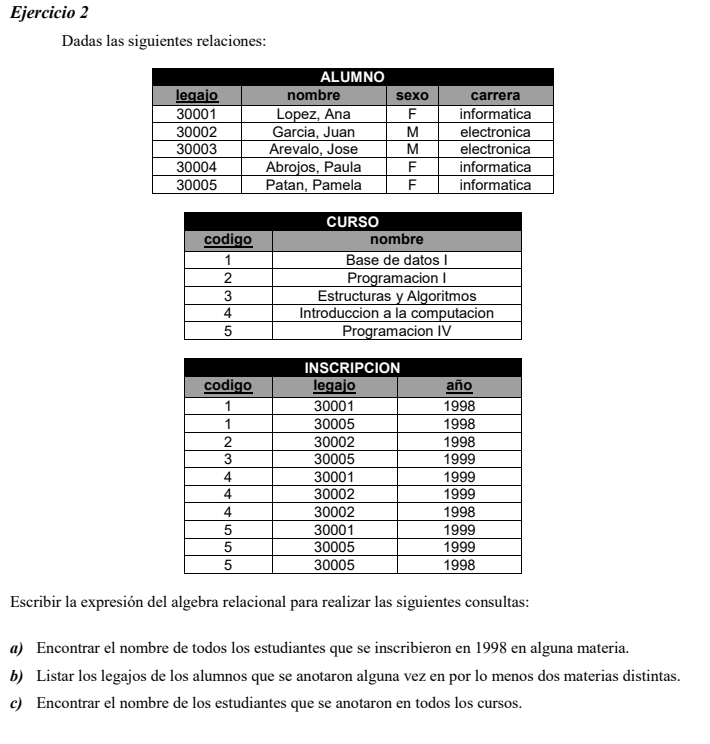 Ejercicio 2
Dadas las siguientes relaciones:
ALUMNO
legajo nombre sexo carrera
30001 Lopez, Ana F informatica
30002 Garcia, Juan M electronica
30003 Arevalo, Jose M electronica
30004 Abrojos, Paula F informatica
30005 Patan, Pamela F informatica
CURSO
codigo nombre
1 Base de datos I
2 Programacion I
3 Estructuras y Algoritmos
4 Introduccion a la computacion
5 Programacion IV
INSCRIPCION
codigo legajo año
1 30001 1998
1 30005 1998
2 30002 1998
3 30005 1999
4 30001 1999
4 30002 1999
4 30002 1998
5 30001 1999
5 30005 1999
5 30005 1998
Escribir la expresión del algebra relacional para realizar las siguientes consultas:
a) Encontrar el nombre de todos los estudiantes que se inscribieron en 1998 en alguna materia.
b) Listar los legajos de los alumnos que se anotaron alguna vez en por lo menos dos materias distintas.
c) Encontrar el nombre de los estudiantes que se anotaron en todos los cursos.